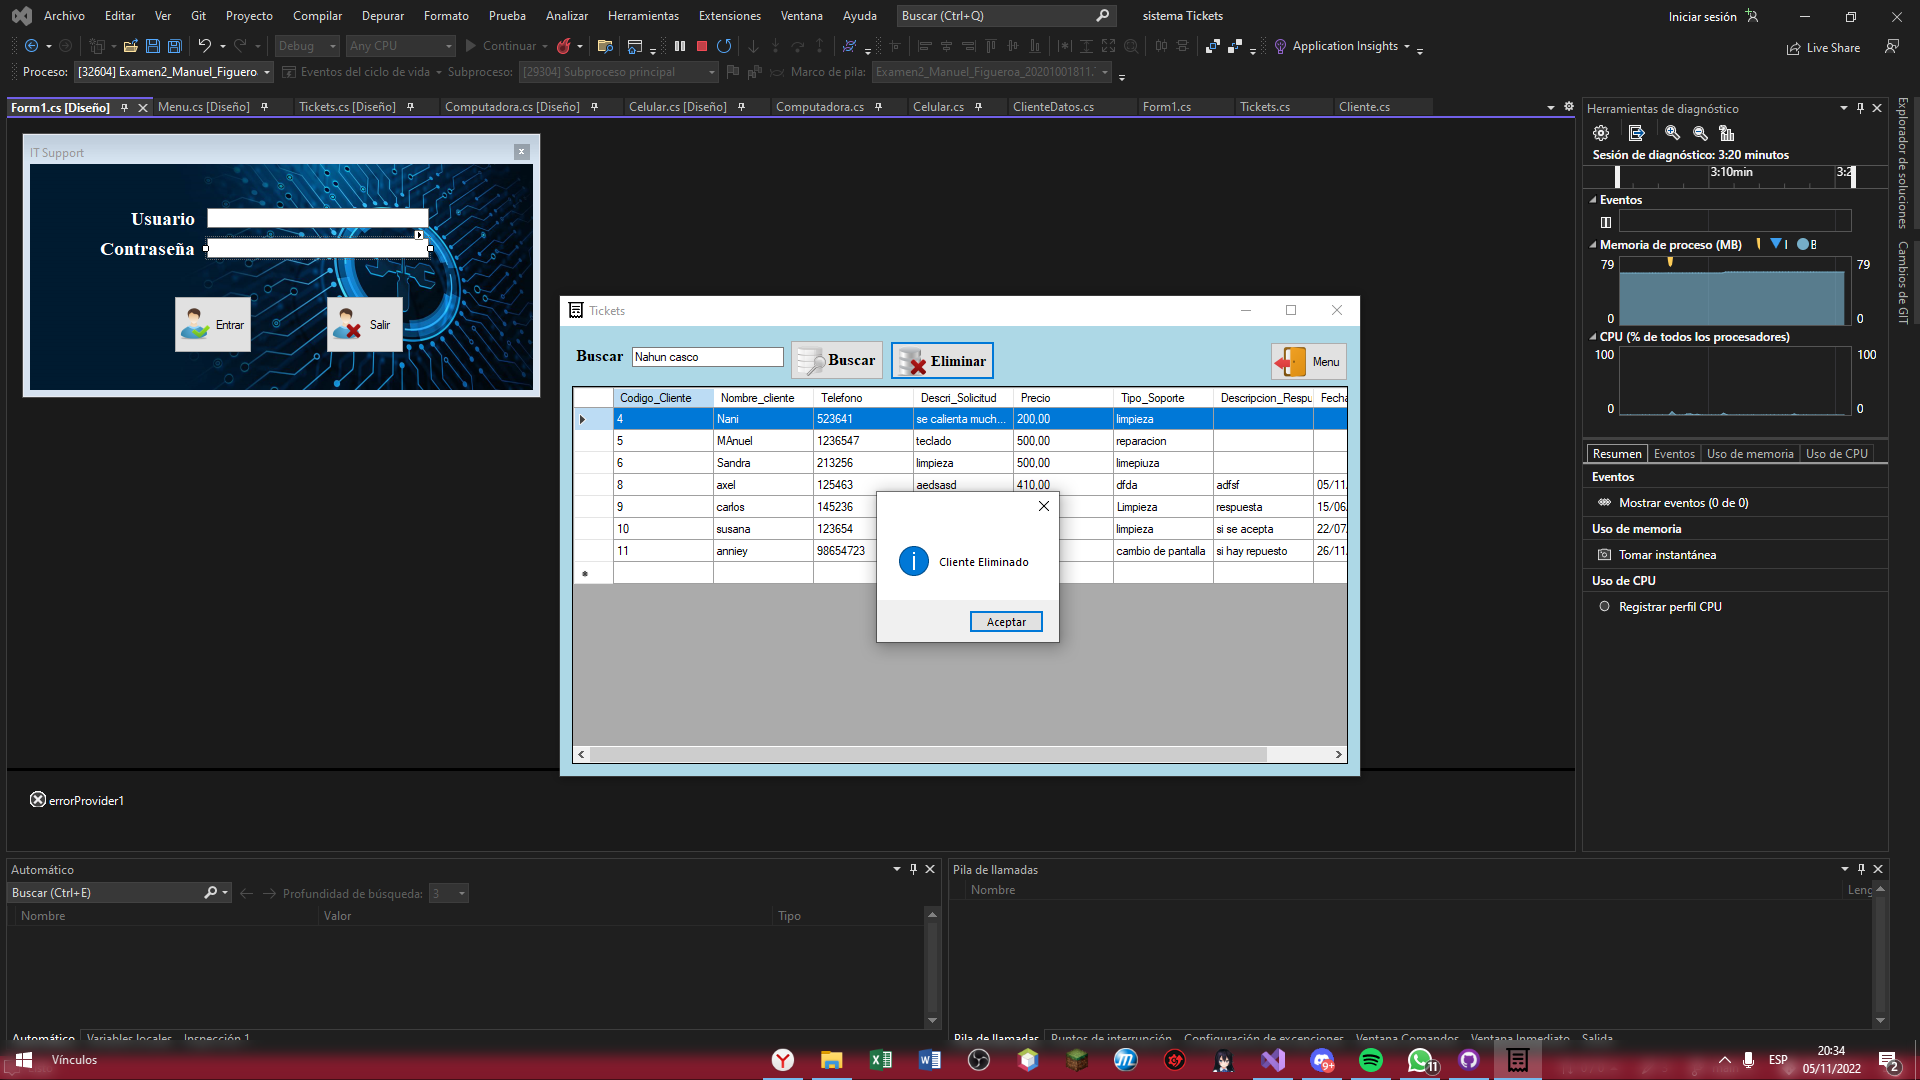 Archivo Editar Ver Git Proyecto Compilar Depurar Formato Prueba Analizar Herramientas Extensiones Ventana Ayuda Buscar (Ctrl+Q) sistema Tickets Iniciar sesión
Debug Any CPU Continuar Application Insights Live Share
Proceso: [32604] Examen2_Manuel_Figueroa Eventos del ciclo de vida Subproceso: [29304] Subproceso principal Marco de pila: Examen2_Manuel_Figueroa_20201001811.
Form1.cs [Diseño] Menu.cs [Diseño] Tickets.cs [Diseño] Computadora.cs [Diseño] Celular.cs [Diseño] Computadora.cs Celular.cs ClienteDatos.cs Form1.cs Tickets.cs Cliente.cs
IT Support
Usuario
Contraseña
Entrar Salir
Tickets
Buscar Nahun casco Buscar Eliminar Menu
Codigo_Cliente Nombre_cliente Telefono Descri_Solicitud Precio Tipo_Soporte Descripcion_Respu Fecha
4 Nani 523641 se calienta much... 200,00 limpieza
5 MAnuel 1236547 teclado 500,00 reparacion
6 Sandra 213256 limpieza 500,00 limepiuza
8 axel 125463 aedsasd 410,00 dfda adfsf 05/11.
9 carlos 145236 Limpieza respuesta 15/06.
10 susana 123654 limpieza si se acepta 22/07.
11 anniey 98654723 cambio de pantalla si hay repuesto 26/11.
Cliente Eliminado
Aceptar
errorProvider1
Herramientas de diagnóstico
Sesión de diagnóstico: 3:20 minutos
3:10min 3:2
Eventos
Memoria de proceso (MB) I B
79 79
0 0
CPU (% de todos los procesadores)
100 100
0 0
Resumen Eventos Uso de memoria Uso de CPU
Eventos
Mostrar eventos (0 de 0)
Uso de memoria
Tomar instantánea
Uso de CPU
Registrar perfil CPU
Explorador de soluciones
Cambios de GIT
Automático
Buscar (Ctrl+E) Profundidad de búsqueda: 3
Nombre Valor Tipo
Automático Variables locales Inspección 1
Pila de llamadas
Nombre Leng
Pila de llamadas Puntos de interrupción Configuración de excepciones Ventana Comandos Ventana Inmediato Salida
Vínculos
9+ 11
ESP
20:34
05/11/2022
2